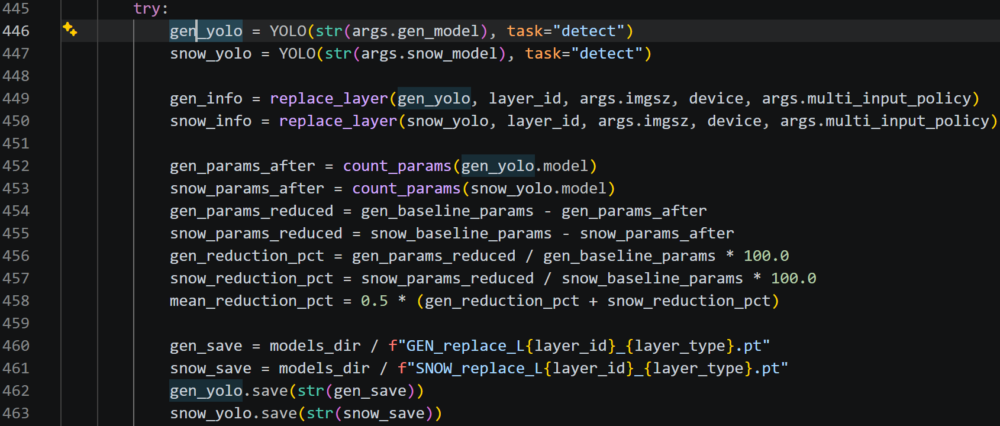 445 try:
446 gen_yolo = YOLO(str(args.gen_model), task="detect")
447 snow_yolo = YOLO(str(args.snow_model), task="detect")
448
449 gen_info = replace_layer(gen_yolo, layer_id, args.imgsz, device, args.multi_input_policy)
450 snow_info = replace_layer(snow_yolo, layer_id, args.imgsz, device, args.multi_input_policy)
451
452 gen_params_after = count_params(gen_yolo.model)
453 snow_params_after = count_params(snow_yolo.model)
454 gen_params_reduced = gen_baseline_params - gen_params_after
455 snow_params_reduced = snow_baseline_params - snow_params_after
456 gen_reduction_pct = gen_params_reduced / gen_baseline_params * 100.0
457 snow_reduction_pct = snow_params_reduced / snow_baseline_params * 100.0
458 mean_reduction_pct = 0.5 * (gen_reduction_pct + snow_reduction_pct)
459
460 gen_save = models_dir / f"GEN_replace_L{layer_id}_{layer_type}.pt"
461 snow_save = models_dir / f"SNOW_replace_L{layer_id}_{layer_type}.pt"
462 gen_yolo.save(str(gen_save))
463 snow_yolo.save(str(snow_save))